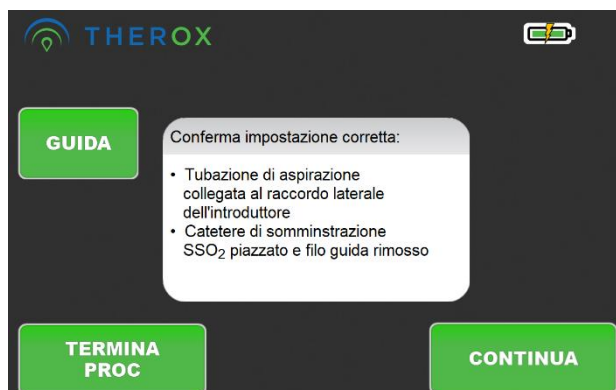 THEROX
GUIDA
Conferma impostazione corretta:
• Tubazione di aspirazione
collegata al raccordo laterale
dell'introduttore
• Catetere di somminstrazione
SSO2 piazzato e filo guida rimosso
TERMINA
PROC
CONTINUA